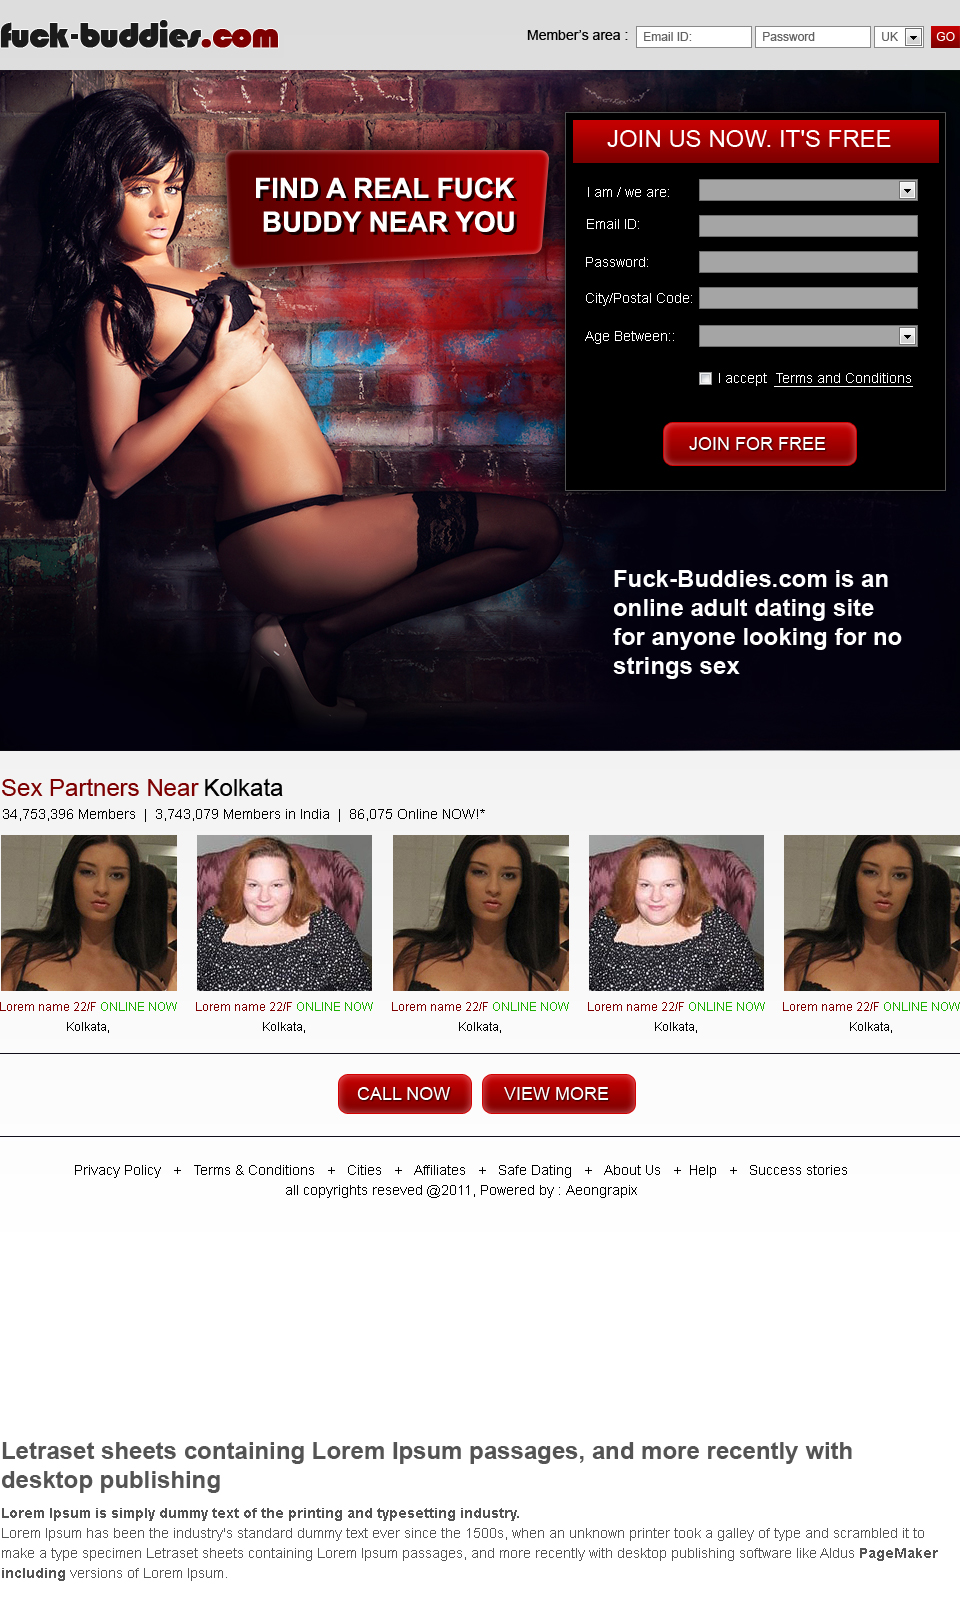 fuck-buddies.com
Member's area : Email ID: Password UK GO
JOIN US NOW. IT'S FREE
FIND A REAL FUCK
BUDDY NEAR YOU
I am / we are:
Email ID:
Password:
City/Postal Code:
Age Between::
I accept Terms and Conditions
JOIN FOR FREE
Fuck-Buddies.com is an
online adult dating site
for anyone looking for no
strings sex
Sex Partners Near Kolkata
34,753,396 Members | 3,743,079 Members in India | 86,075 Online NOW!*
Lorem name 22/F ONLINE NOW Lorem name 22/F ONLINE NOW Lorem name 22/F ONLINE NOW Lorem name 22/F ONLINE NOW Lorem name 22/F ONLINE NOW
Kolkata, Kolkata, Kolkata, Kolkata, Kolkata,
CALL NOW VIEW MORE
Privacy Policy + Terms & Conditions + Cities + Affiliates + Safe Dating + About Us + Help + Success stories
all copyrights reseved @2011, Powered by : Aeongrapix
Letraset sheets containing Lorem Ipsum passages, and more recently with
desktop publishing
Lorem Ipsum is simply dummy text of the printing and typesetting industry.
Lorem Ipsum has been the industry's standard dummy text ever since the 1500s, when an unknown printer took a galley of type and scrambled it to
make a type specimen Letraset sheets containing Lorem Ipsum passages, and more recently with desktop publishing software like Aldus PageMaker
including versions of Lorem Ipsum.